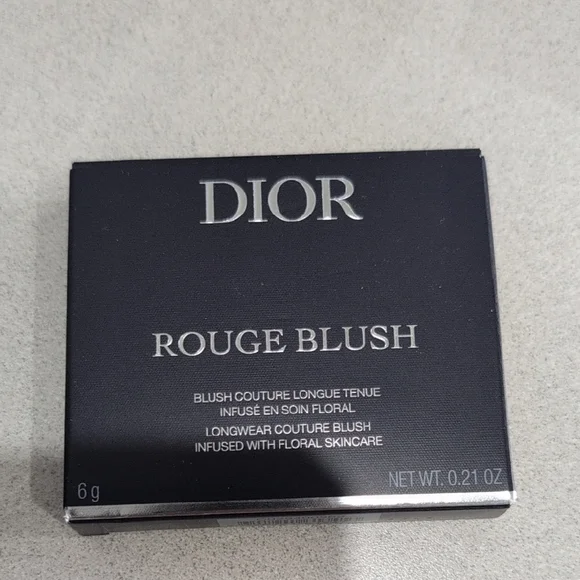 DIOR
ROUGE BLUSH
BLUSH COUTURE LONGUE TENUE
INFUSÉ EN SOIN FLORAL
LONGWEAR COUTURE BLUSH
INFUSED WITH FLORAL SKINCARE
6 g
NET WT. 0.21 OZ